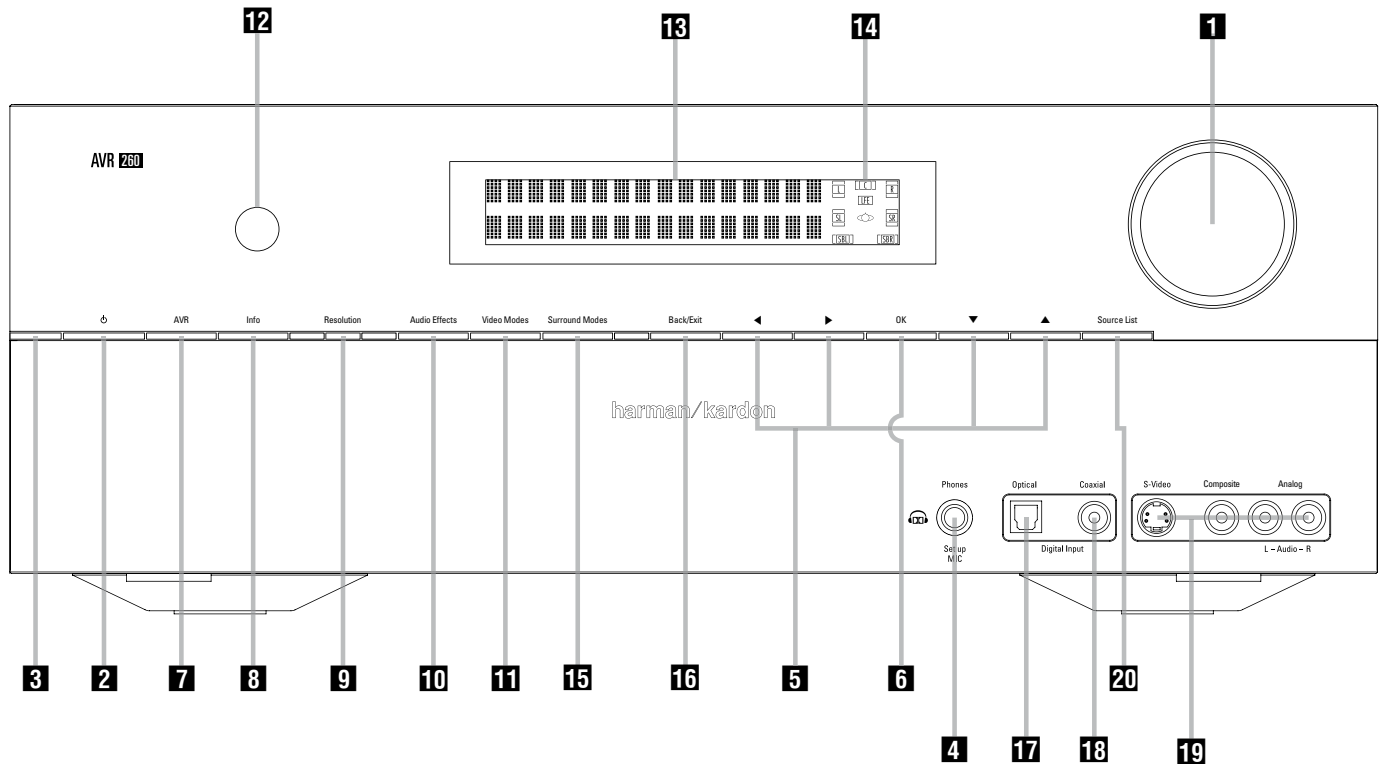 12 13 14 1
AVR 260
L C R
LFE
SL SR
SBL SBR
AVR Info Resolution Audio Effects Video Modes Surround Modes Back/Exit ◀ ▶ OK ▼ ▲ Source List
harman/kardon
Phones Optical Coaxial S-Video Composite Analog
Set up
MIC
Digital Input
L – Audio – R
3 2 7 8 9 10 11 15 16 5 6 20
4 17 18 19